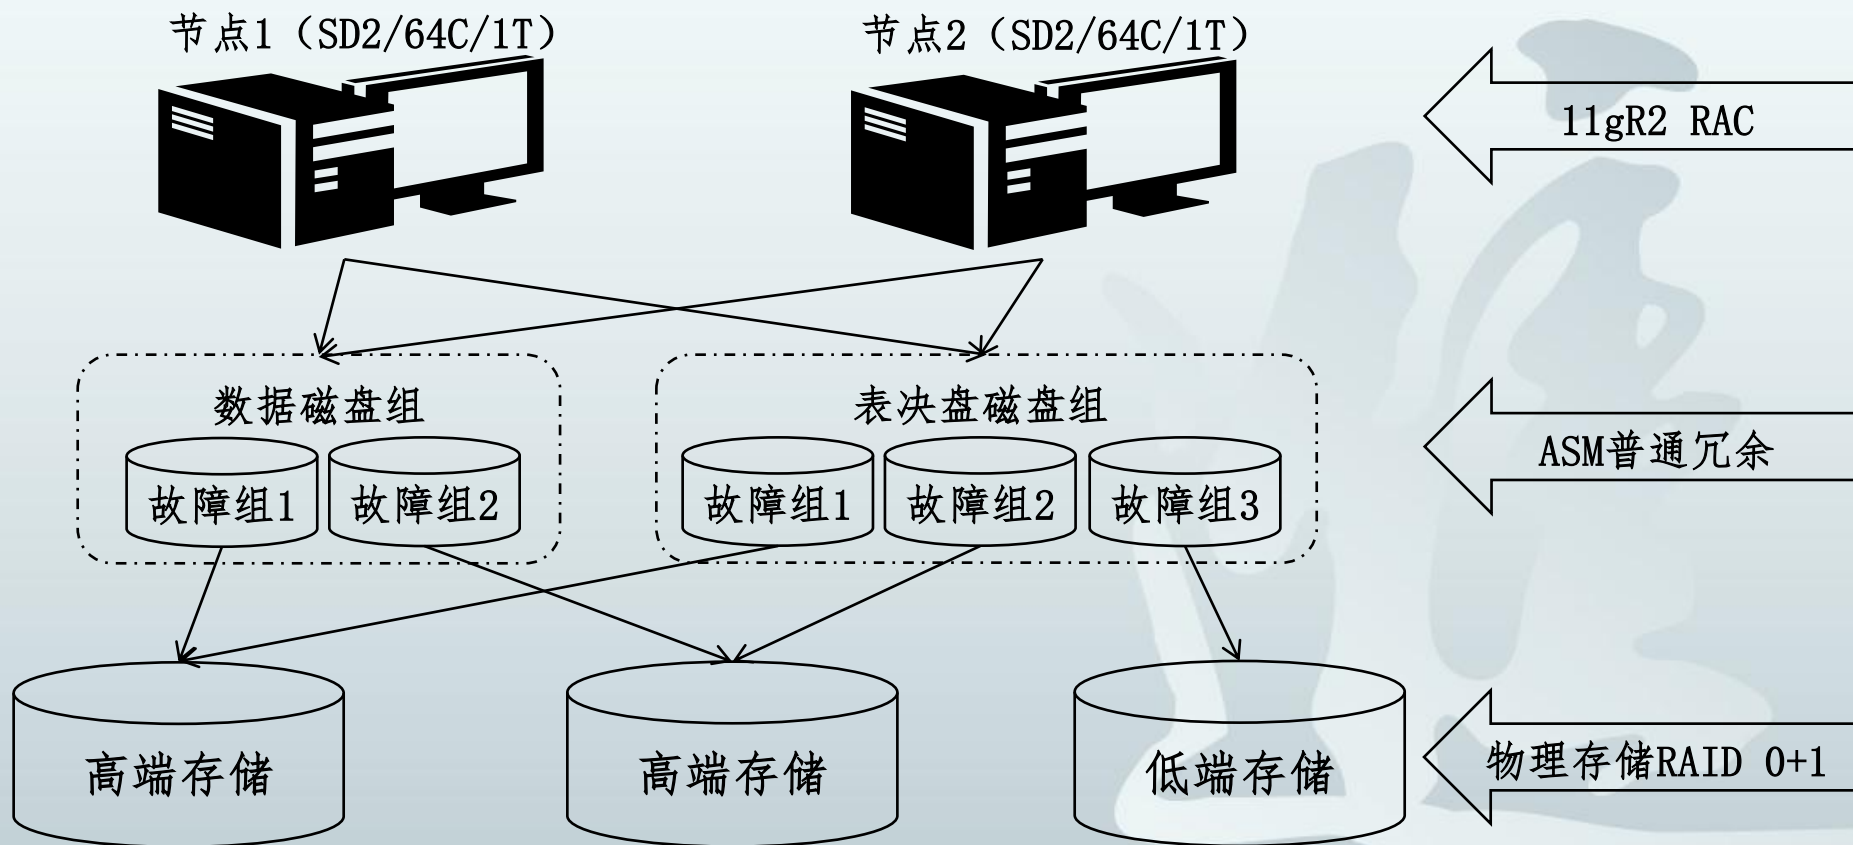 节点1（SD2/64C/1T）
节点2（SD2/64C/1T）
11gR2 RAC
数据磁盘组
表决盘磁盘组
ASM普通冗余
故障组1
故障组2
故障组1
故障组2
故障组3
高端存储
高端存储
低端存储
物理存储RAID 0+1